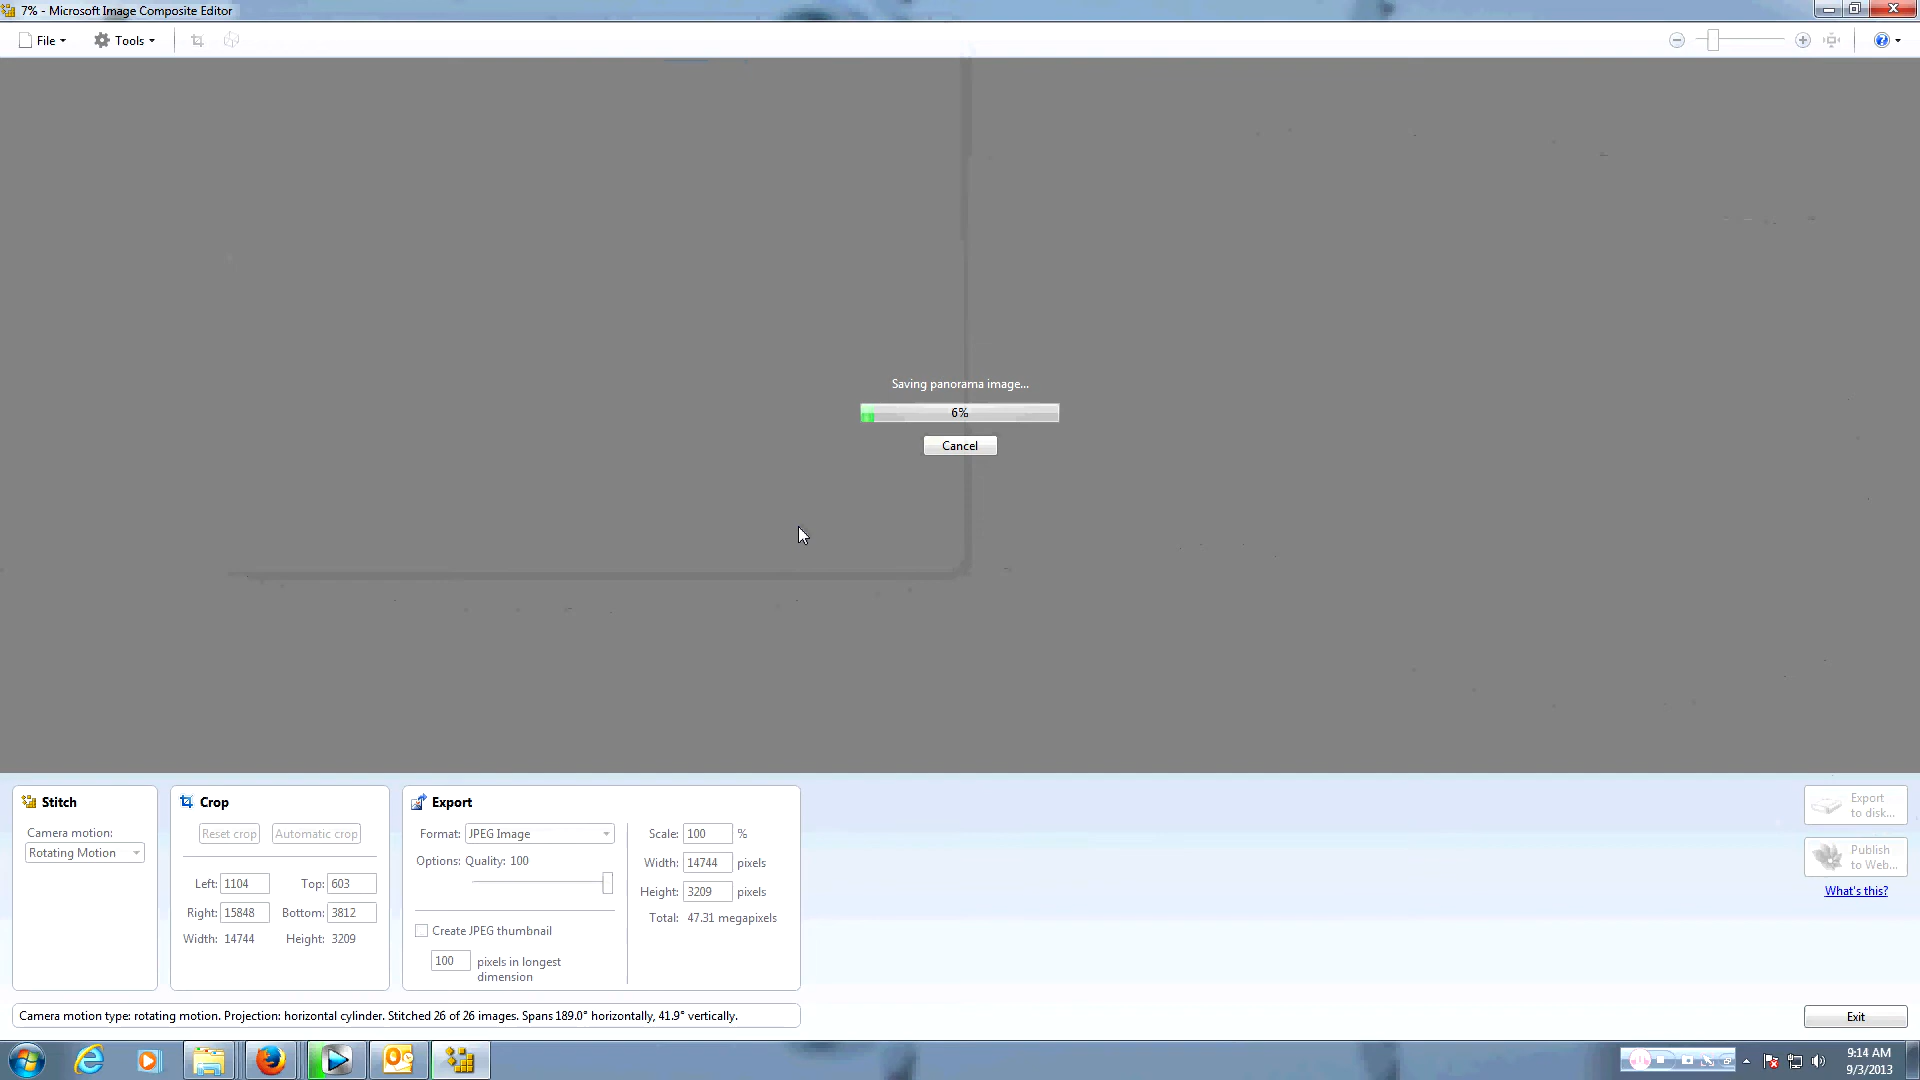 7% - Microsoft Image Composite Editor
File
Tools
Saving panorama image...
6%
Cancel
Stitch
Camera motion:
Rotating Motion
Crop
Reset crop
Automatic crop
Left: 1104
Top: 603
Right: 15848
Bottom: 3812
Width: 14744
Height: 3209
Export
Format: JPEG Image
Options: Quality: 100
Create JPEG thumbnail
100 pixels in longest
dimension
Scale: 100 %
Width: 14744 pixels
Height: 3209 pixels
Total: 47.31 megapixels
Export
to disk...
Publish
to Web...
What's this?
Camera motion type: rotating motion. Projection: horizontal cylinder. Stitched 26 of 26 images. Spans 189.0° horizontally, 41.9° vertically.
Exit
9:14 AM
9/3/2013